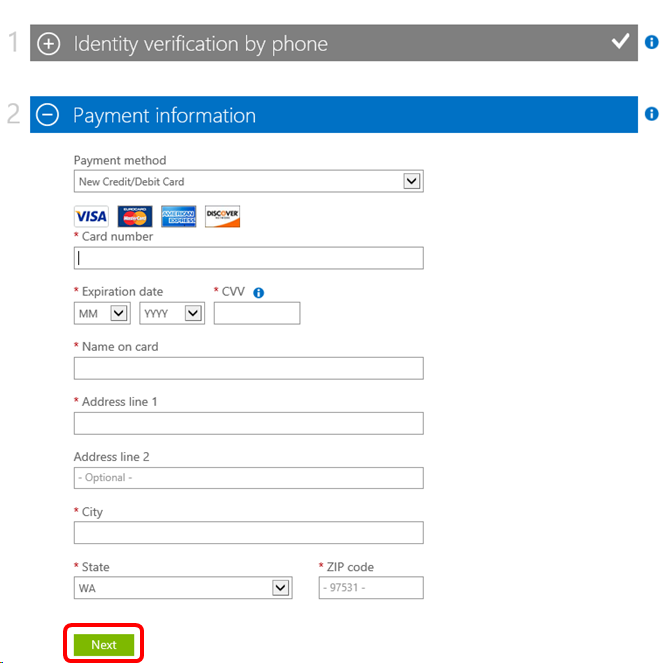 1 Identity verification by phone
2 Payment information
Payment method
New Credit/Debit Card
VISA MasterCard AMERICAN EXPRESS DISCOVER
* Card number
* Expiration date * CVV
MM YYYY
* Name on card
* Address line 1
Address line 2
- Optional -
* City
* State * ZIP code
WA - 97531 -
Next